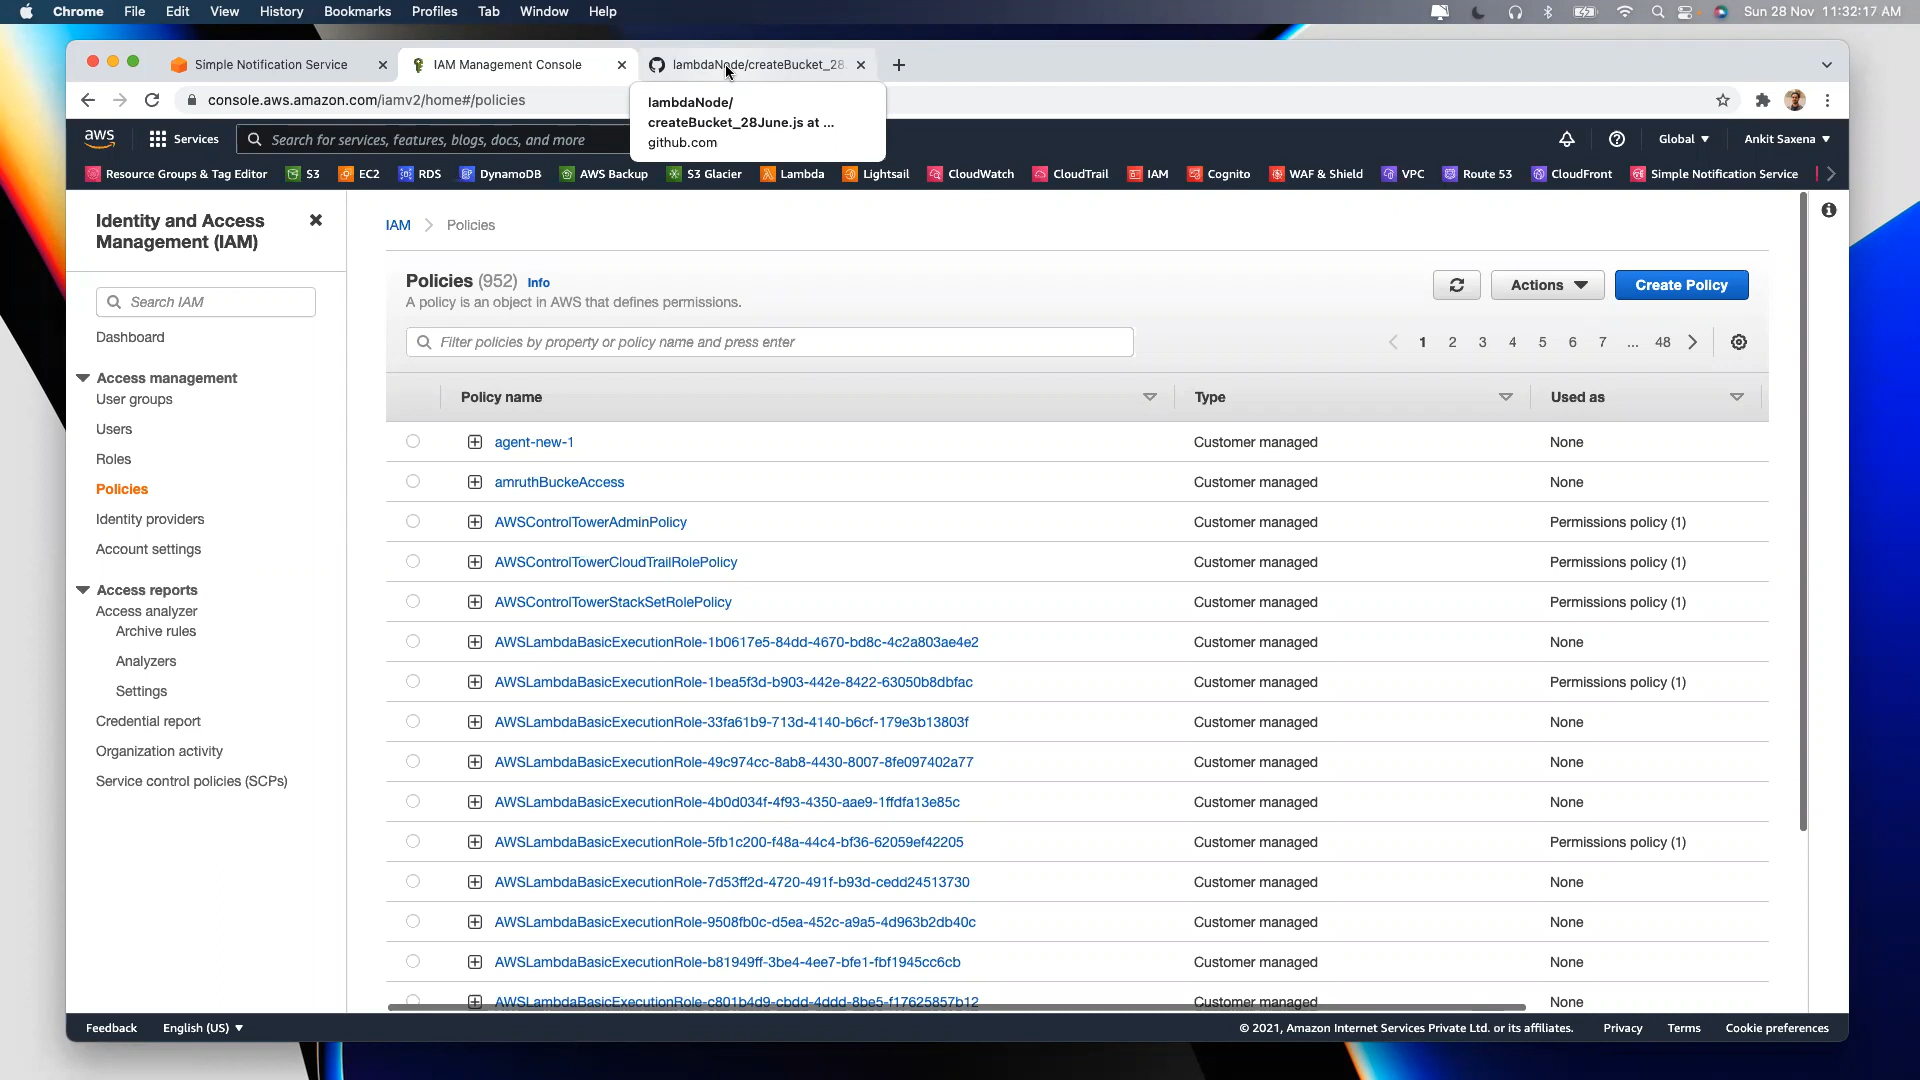 Chrome File Edit View History Bookmarks Profiles Tab Window Help
Sun 28 Nov 11:32:17 AM
Simple Notification Service
IAM Management Console
lambdaNode/createBucket_28
console.aws.amazon.com/iamv2/home#/policies
lambdaNode/
createBucket_28June.js at ...
github.com
aws
Services
Search for services, features, blogs, docs, and more
Global
Ankit Saxena
Resource Groups & Tag Editor S3 EC2 RDS DynamoDB AWS Backup S3 Glacier Lambda Lightsail CloudWatch CloudTrail IAM Cognito WAF & Shield VPC Route 53 CloudFront Simple Notification Service
Identity and Access
Management (IAM)
Search IAM
Dashboard
Access management
User groups
Users
Roles
Policies
Identity providers
Account settings
Access reports
Access analyzer
Archive rules
Analyzers
Settings
Credential report
Organization activity
Service control policies (SCPs)
IAM Policies
Policies (952) Info
A policy is an object in AWS that defines permissions.
Actions
Create Policy
Filter policies by property or policy name and press enter
1 2 3 4 5 6 7 ... 48
Policy name Type Used as
agent-new-1 Customer managed None
amruthBuckeAccess Customer managed None
AWSControlTowerAdminPolicy Customer managed Permissions policy (1)
AWSControlTowerCloudTrailRolePolicy Customer managed Permissions policy (1)
AWSControlTowerStackSetRolePolicy Customer managed Permissions policy (1)
AWSLambdaBasicExecutionRole-1b0617e5-84dd-4670-bd8c-4c2a803ae4e2 Customer managed None
AWSLambdaBasicExecutionRole-1bea5f3d-b903-442e-8422-63050b8dbfac Customer managed Permissions policy (1)
AWSLambdaBasicExecutionRole-33fa61b9-713d-4140-b6cf-179e3b13803f Customer managed None
AWSLambdaBasicExecutionRole-49c974cc-8ab8-4430-8007-8fe097402a77 Customer managed None
AWSLambdaBasicExecutionRole-4b0d034f-4f93-4350-aae9-1ffdfa13e85c Customer managed None
AWSLambdaBasicExecutionRole-5fb1c200-f48a-44c4-bf36-62059ef42205 Customer managed Permissions policy (1)
AWSLambdaBasicExecutionRole-7d53ff2d-4720-491f-b93d-cedd24513730 Customer managed None
AWSLambdaBasicExecutionRole-9508fb0c-d5ea-452c-a9a5-4d963b2db40c Customer managed None
AWSLambdaBasicExecutionRole-b81949ff-3be4-4ee7-bfe1-fbf1945cc6cb Customer managed None
AWSLambdaBasicExecutionRole-c801b4d9-cbdd-4ddd-8be5-f17625857b12 Customer managed None
Feedback English (US)
© 2021, Amazon Internet Services Private Ltd. or its affiliates. Privacy Terms Cookie preferences